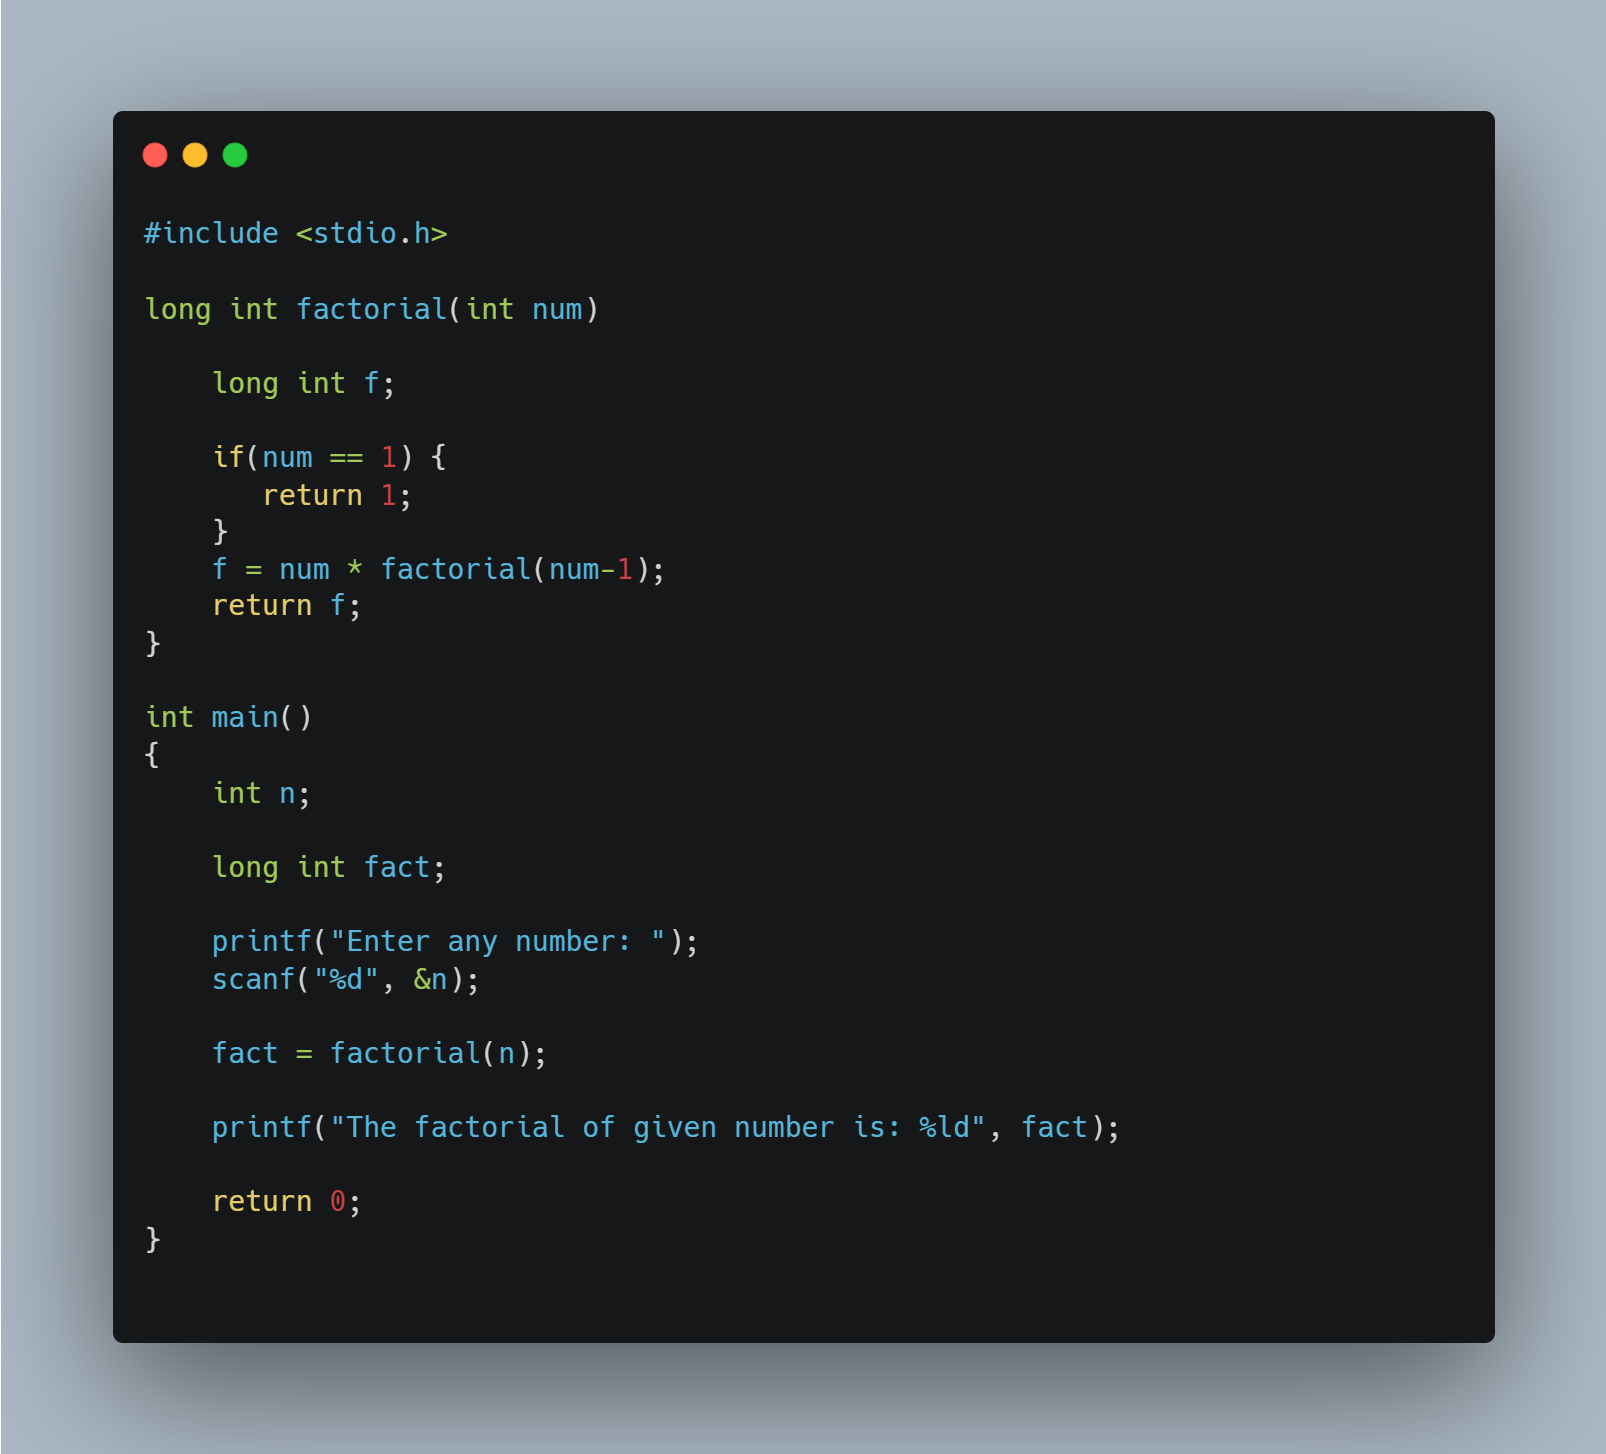 #include <stdio.h>

long int factorial(int num)

    long int f;

    if(num == 1) {
       return 1;
    }
    f = num * factorial(num-1);
    return f;
}

int main()
{
    int n;

    long int fact;

    printf("Enter any number: ");
    scanf("%d", &n);

    fact = factorial(n);

    printf("The factorial of given number is: %ld", fact);

    return 0;
}